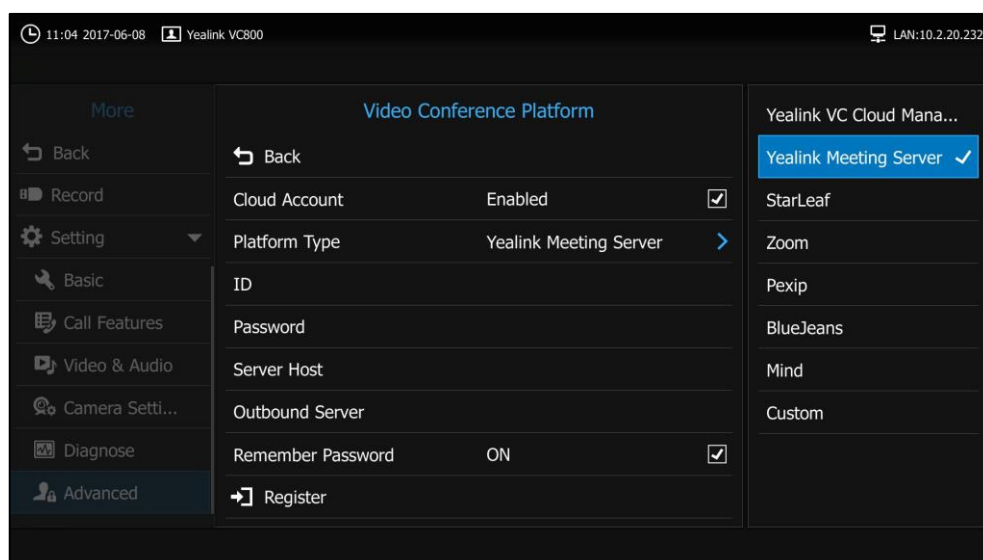 11:04 2017-06-08 Yealink VC800 LAN:10.2.20.232
More
Back
Record
Setting
Basic
Call Features
Video & Audio
Camera Setti...
Diagnose
Advanced
Video Conference Platform
Back
Cloud Account Enabled
Platform Type Yealink Meeting Server
ID
Password
Server Host
Outbound Server
Remember Password ON
Register
Yealink VC Cloud Mana...
Yealink Meeting Server
StarLeaf
Zoom
Pexip
BlueJeans
Mind
Custom